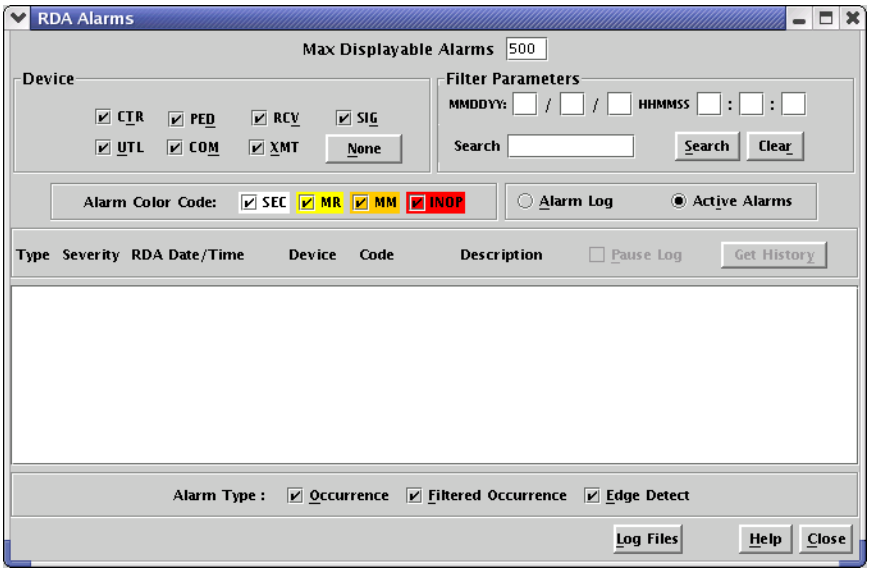 RDA Alarms
Max Displayable Alarms 500
Device
CTR PED RCV SIG
UTL COM XMT None
Filter Parameters
MMDDYY: / / HHMMSS : :
Search Search Clear
Alarm Color Code: SEC MR MM INOP
Alarm Log Active Alarms
Type Severity RDA Date/Time Device Code Description Pause Log Get History
Alarm Type : Occurrence Filtered Occurrence Edge Detect
Log Files Help Close